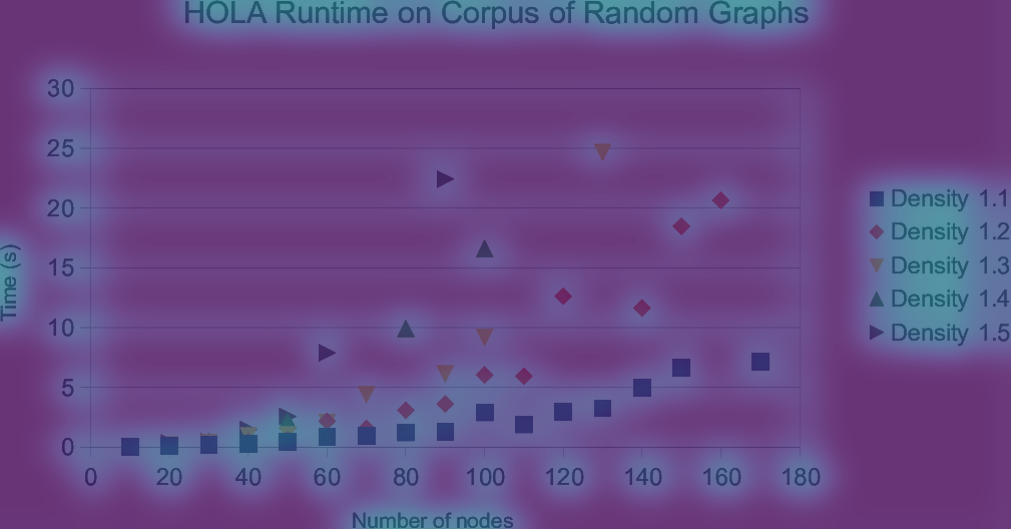 HOLA Runtime on Corpus of Random Graphs
30
25
20
15
10
5
0
Time (s)
0 20 40 60 80 100 120 140 160 180
Number of nodes
Density 1.1
Density 1.2
Density 1.3
Density 1.4
Density 1.5